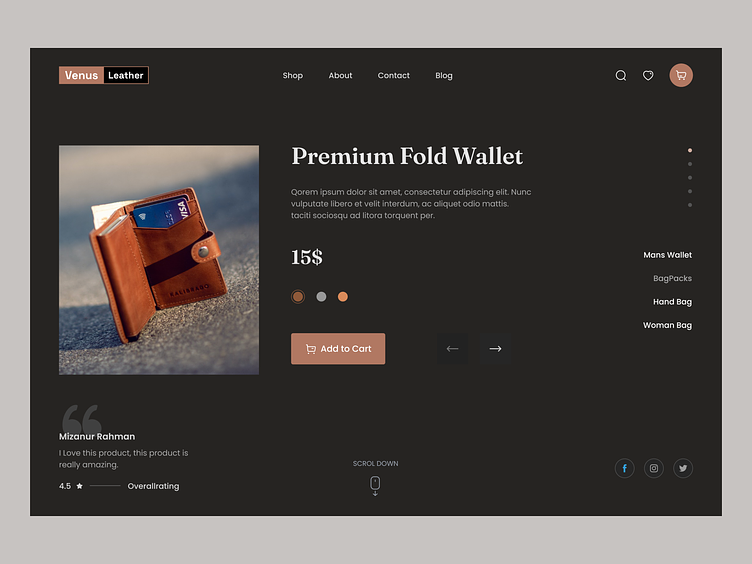 Venus Leather
Shop About Contact Blog
Premium Fold Wallet
Qorem ipsum dolor sit amet, consectetur adipiscing elit. Nunc
vulputate libero et velit interdum, ac aliquet odio mattis.
taciti sociosqu ad litora torquent per.
15$
VISA
Mans Wallet
BagPacks
Hand Bag
Woman Bag
Add to Cart
Mizanur Rahman
I Love this product, this product is
really amazing.
4.5
Overallrating
SCROL DOWN